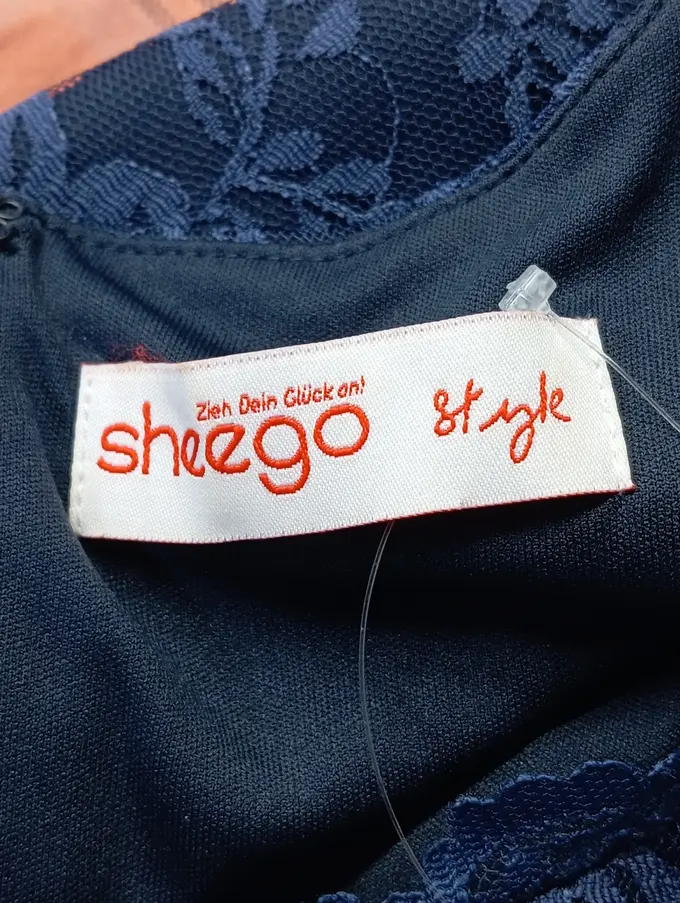 Zieh Dein Glück an!
sheego
Style